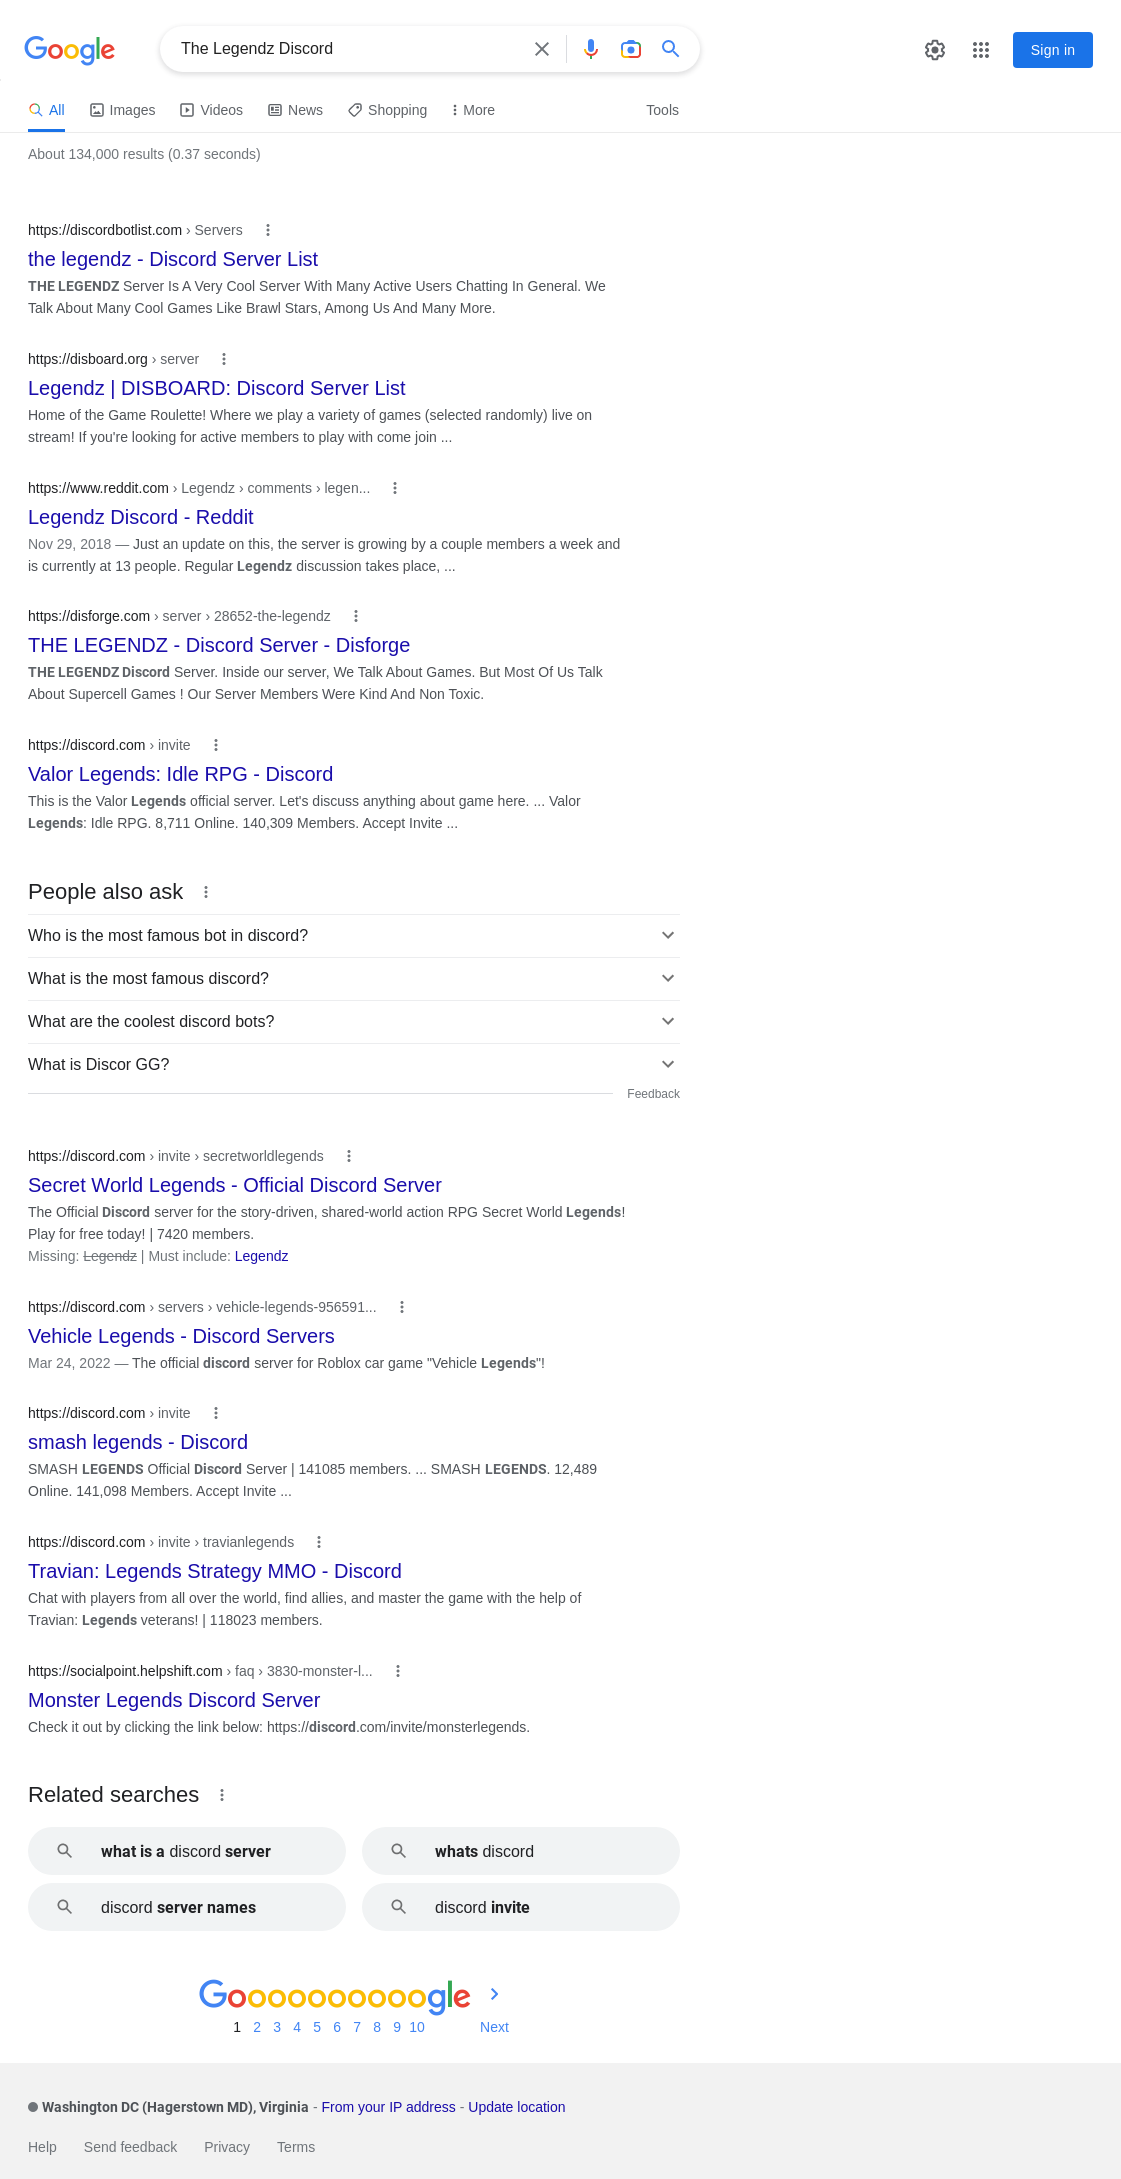 Google
The Legendz Discord
Sign in
All Images Videos News Shopping More Tools
About 134,000 results (0.37 seconds)
https://discordbotlist.com › Servers
the legendz - Discord Server List
THE LEGENDZ Server Is A Very Cool Server With Many Active Users Chatting In General. We
Talk About Many Cool Games Like Brawl Stars, Among Us And Many More.
https://disboard.org › server
Legendz | DISBOARD: Discord Server List
Home of the Game Roulette! Where we play a variety of games (selected randomly) live on
stream! If you're looking for active members to play with come join ...
https://www.reddit.com › Legendz › comments › legen...
Legendz Discord - Reddit
Nov 29, 2018 — Just an update on this, the server is growing by a couple members a week and
is currently at 13 people. Regular Legendz discussion takes place, ...
https://disforge.com › server › 28652-the-legendz
THE LEGENDZ - Discord Server - Disforge
THE LEGENDZ Discord Server. Inside our server, We Talk About Games. But Most Of Us Talk
About Supercell Games ! Our Server Members Were Kind And Non Toxic.
https://discord.com › invite
Valor Legends: Idle RPG - Discord
This is the Valor Legends official server. Let's discuss anything about game here. ... Valor
Legends: Idle RPG. 8,711 Online. 140,309 Members. Accept Invite ...
People also ask
Who is the most famous bot in discord?
What is the most famous discord?
What are the coolest discord bots?
What is Discor GG?
Feedback
https://discord.com › invite › secretworldlegends
Secret World Legends - Official Discord Server
The Official Discord server for the story-driven, shared-world action RPG Secret World Legends!
Play for free today! | 7420 members.
Missing: Legendz | Must include: Legendz
https://discord.com › servers › vehicle-legends-956591...
Vehicle Legends - Discord Servers
Mar 24, 2022 — The official discord server for Roblox car game "Vehicle Legends"!
https://discord.com › invite
smash legends - Discord
SMASH LEGENDS Official Discord Server | 141085 members. ... SMASH LEGENDS. 12,489
Online. 141,098 Members. Accept Invite ...
https://discord.com › invite › travianlegends
Travian: Legends Strategy MMO - Discord
Chat with players from all over the world, find allies, and master the game with the help of
Travian: Legends veterans! | 118023 members.
https://socialpoint.helpshift.com › faq › 3830-monster-l...
Monster Legends Discord Server
Check it out by clicking the link below: https://discord.com/invite/monsterlegends.
Related searches
what is a discord server
whats discord
discord server names
discord invite
Goooooooooogle
1 2 3 4 5 6 7 8 9 10 Next
Washington DC (Hagerstown MD), Virginia - From your IP address - Update location
Help Send feedback Privacy Terms